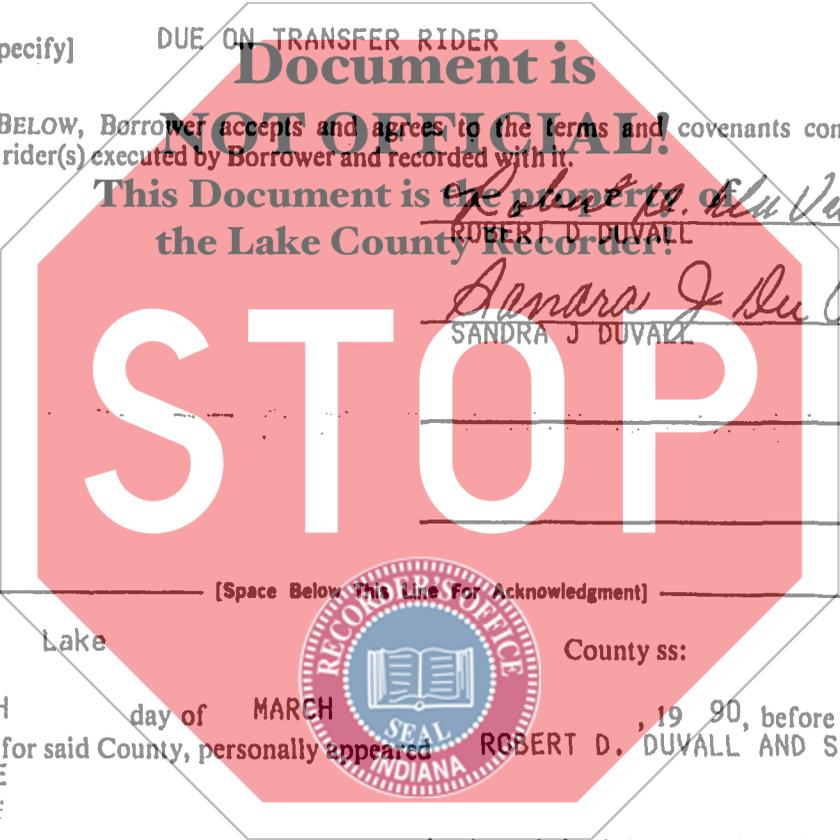 DUE ON TRANSFER RIDER
pecify]
Document is
NOT OFFICIAL!
BELOW, Borrower accepts and agrees to the terms and covenants con
rider(s) executed by Borrower and recorded with it.
This Document is the property of
the Lake County Recorder!
ROBERT D DUVALL
Sandra J Du
SANDRA J DUVALL
STOP
[Space Below This Line For Acknowledgment]
RECORDER'S OFFICE
SEAL
INDIANA
Lake
County ss:
H
day of MARCH , 19 90, before
for said County, personally appeared ROBERT D. DUVALL AND S
E